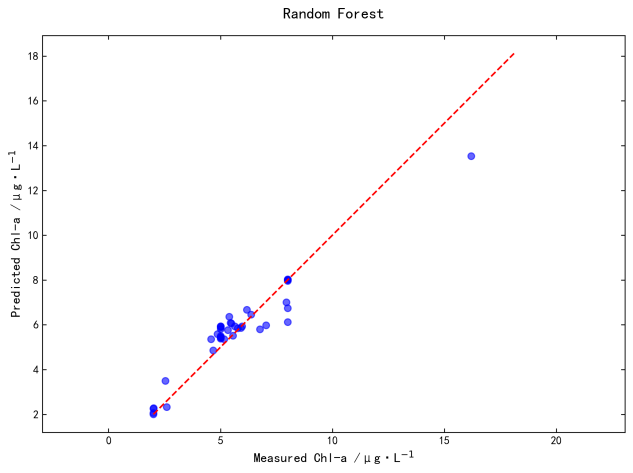 Random Forest
18
16
14
12
10
8
6
4
2
Predicted Chl-a /μg·L⁻¹
0 5 10 15 20
Measured Chl-a /μg·L⁻¹